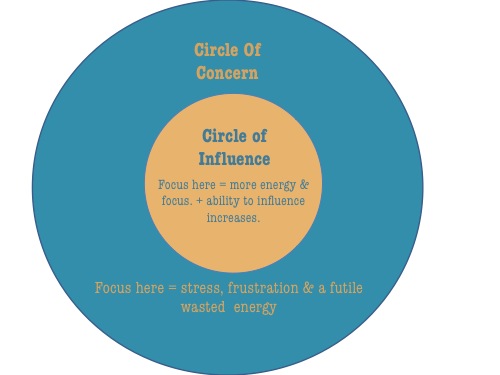 Circle Of
Concern
Circle of
Influence
Focus here = more energy &
focus. + ability to influence
increases.
Focus here = stress, frustration & a futile
wasted energy